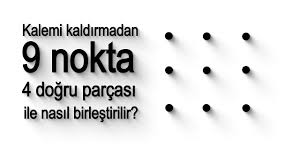 Kalemi kaldırmadan
9 nokta
4 doğru parçası
ile nasıl birleştirilir?